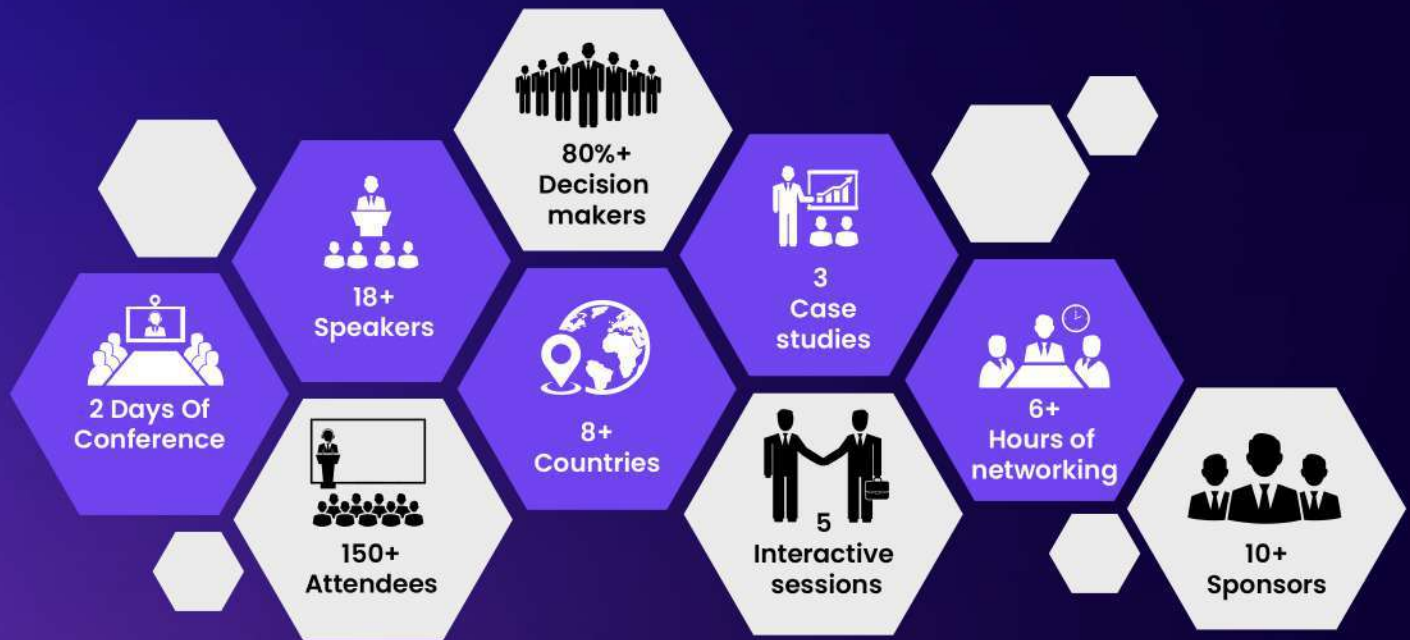 80%+
Decision
makers
18+
Speakers
3
Case
studies
2 Days Of
Conference
8+
Countries
6+
Hours of
networking
150+
Attendees
5
Interactive
sessions
10+
Sponsors